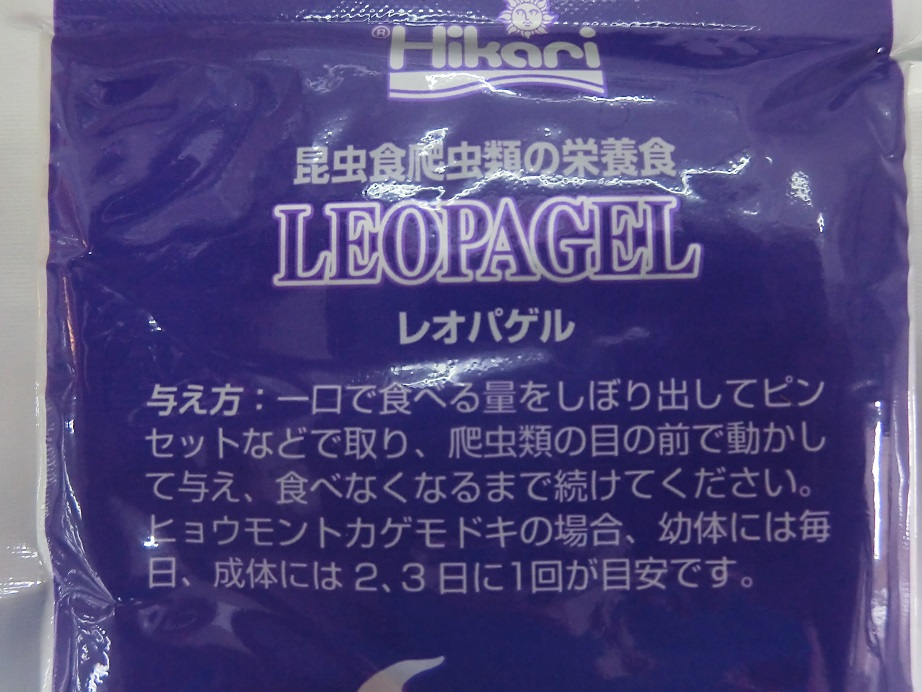 ® Hikari
昆虫食爬虫類の栄養食
LEOPAGEL
レオパゲル
与え方：一口で食べる量をしぼり出してピン
セットなどで取り、爬虫類の目の前で動かし
て与え、食べなくなるまで続けてください。
ヒョウモントカゲモドキの場合、幼体には毎
日、成体には2、3日に1回が目安です。